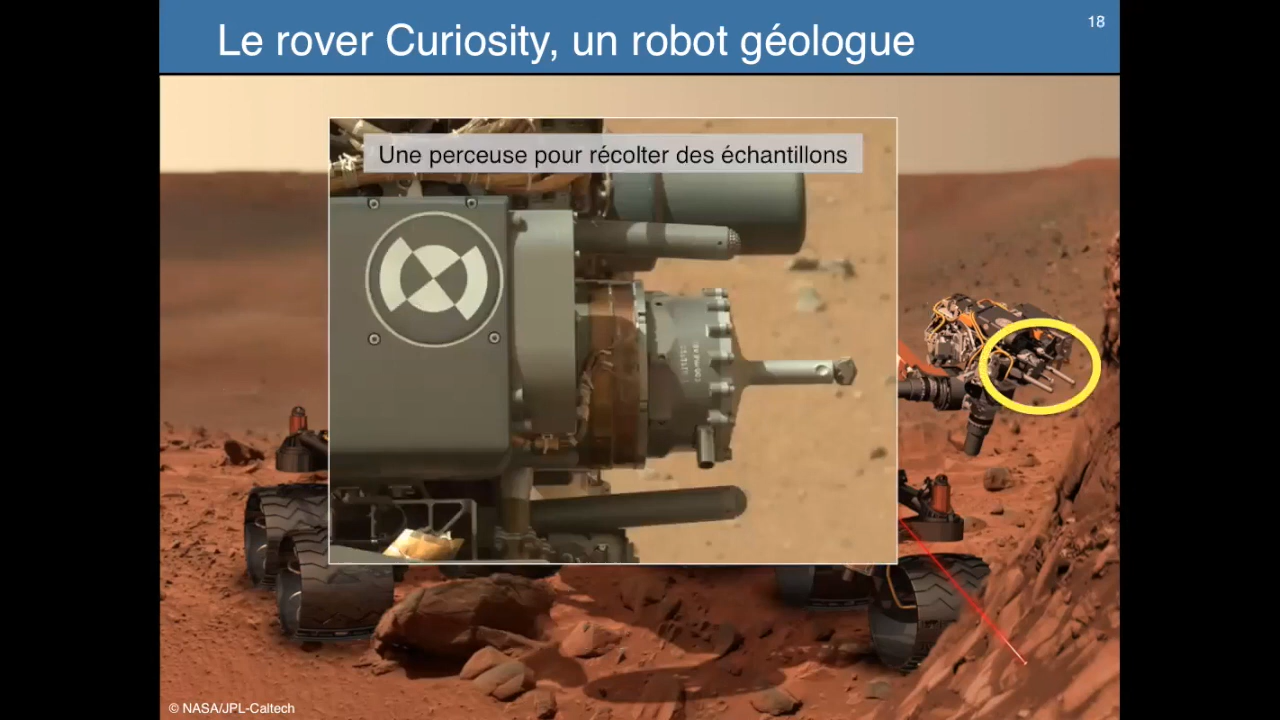 Le rover Curiosity, un robot géologue
18
Une perceuse pour récolter des échantillons
© NASA/JPL-Caltech